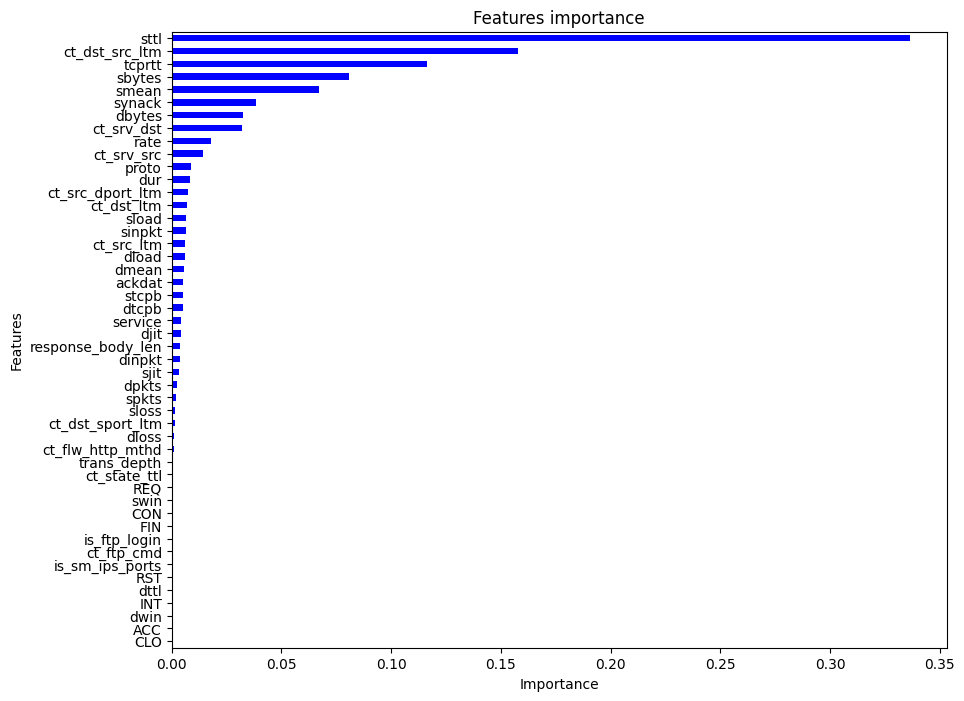 Features importance
sttl
ct_dst_src_ltm
tcprtt
sbytes
smean
synack
dbytes
ct_srv_dst
rate
ct_srv_src
proto
dur
ct_src_dport_ltm
ct_dst_ltm
sload
sinpkt
ct_src_ltm
dload
dmean
ackdat
stcpb
dtcpb
service
djit
response_body_len
dinpkt
sjit
dpkts
spkts
sloss
ct_dst_sport_ltm
dloss
ct_flw_http_mthd
trans_depth
ct_state_ttl
REQ
swin
CON
FIN
is_ftp_login
ct_ftp_cmd
is_sm_ips_ports
RST
dttl
INT
dwin
ACC
CLO
Features
0.00 0.05 0.10 0.15 0.20 0.25 0.30 0.35
Importance